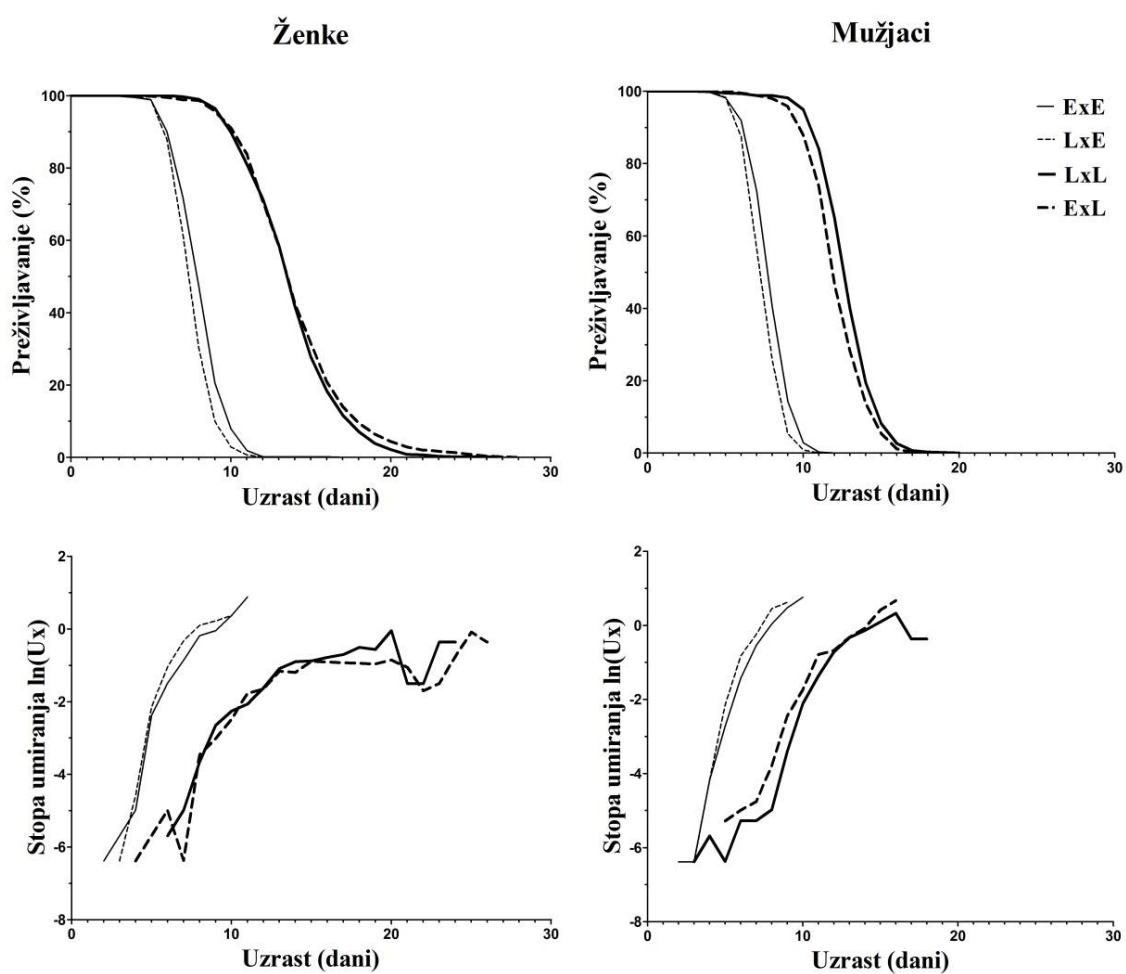 Ženke
Mužjaci
Preživljavanje (%)
100
80
60
40
20
0
0 10 20 30
Uzrast (dani)
Preživljavanje (%)
100
80
60
40
20
0
0 10 20 30
Uzrast (dani)
ExE
LxE
LxL
ExL
Stopa umiranja ln(Ux)
2
0
-2
-4
-6
-8
0 10 20 30
Uzrast (dani)
Stopa umiranja ln(Ux)
2
0
-2
-4
-6
-8
0 10 20 30
Uzrast (dani)